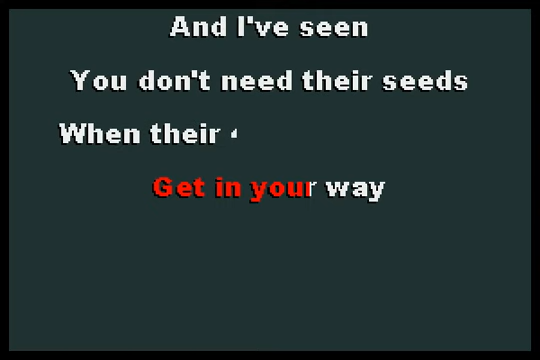 And I've seen
You don't need their seeds
When their
Get in your way